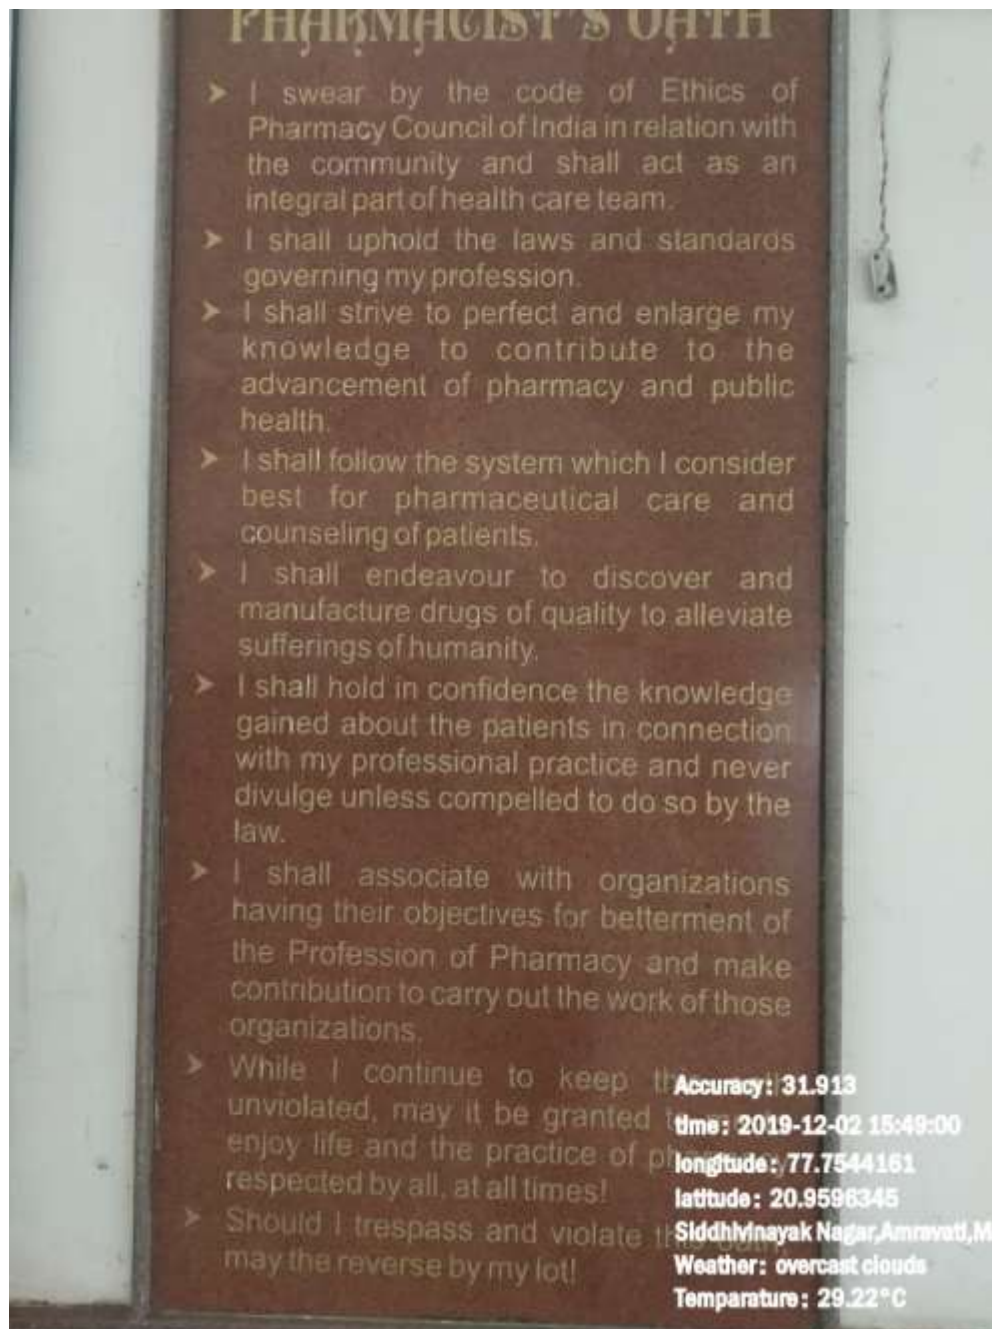 PHARMACIST'S OATH
➤ I swear by the code of Ethics of
Pharmacy Council of India in relation with
the community and shall act as an
integral part of health care team.
➤ I shall uphold the laws and standards
governing my profession.
➤ I shall strive to perfect and enlarge my
knowledge to contribute to the
advancement of pharmacy and public
health.
➤ I shall follow the system which I consider
best for pharmaceutical care and
counseling of patients.
➤ I shall endeavour to discover and
manufacture drugs of quality to alleviate
sufferings of humanity.
➤ I shall hold in confidence the knowledge
gained about the patients in connection
with my professional practice and never
divulge unless compelled to do so by the
law.
➤ I shall associate with organizations
having their objectives for betterment of
the Profession of Pharmacy and make
contribution to carry out the work of those
organizations.
➤ While I continue to keep
unviolated, may it be granted
enjoy life and the practice of
respected by all, at all times!
➤ Should I trespass and violate
may the reverse by my lot!
Accuracy: 31.913
time: 2019-12-02 15:49:00
longitude: 77.7544161
latitude: 20.9596345
Siddhivinayak Nagar,Amravati,M
Weather: overcast clouds
Temparature: 29.22°C